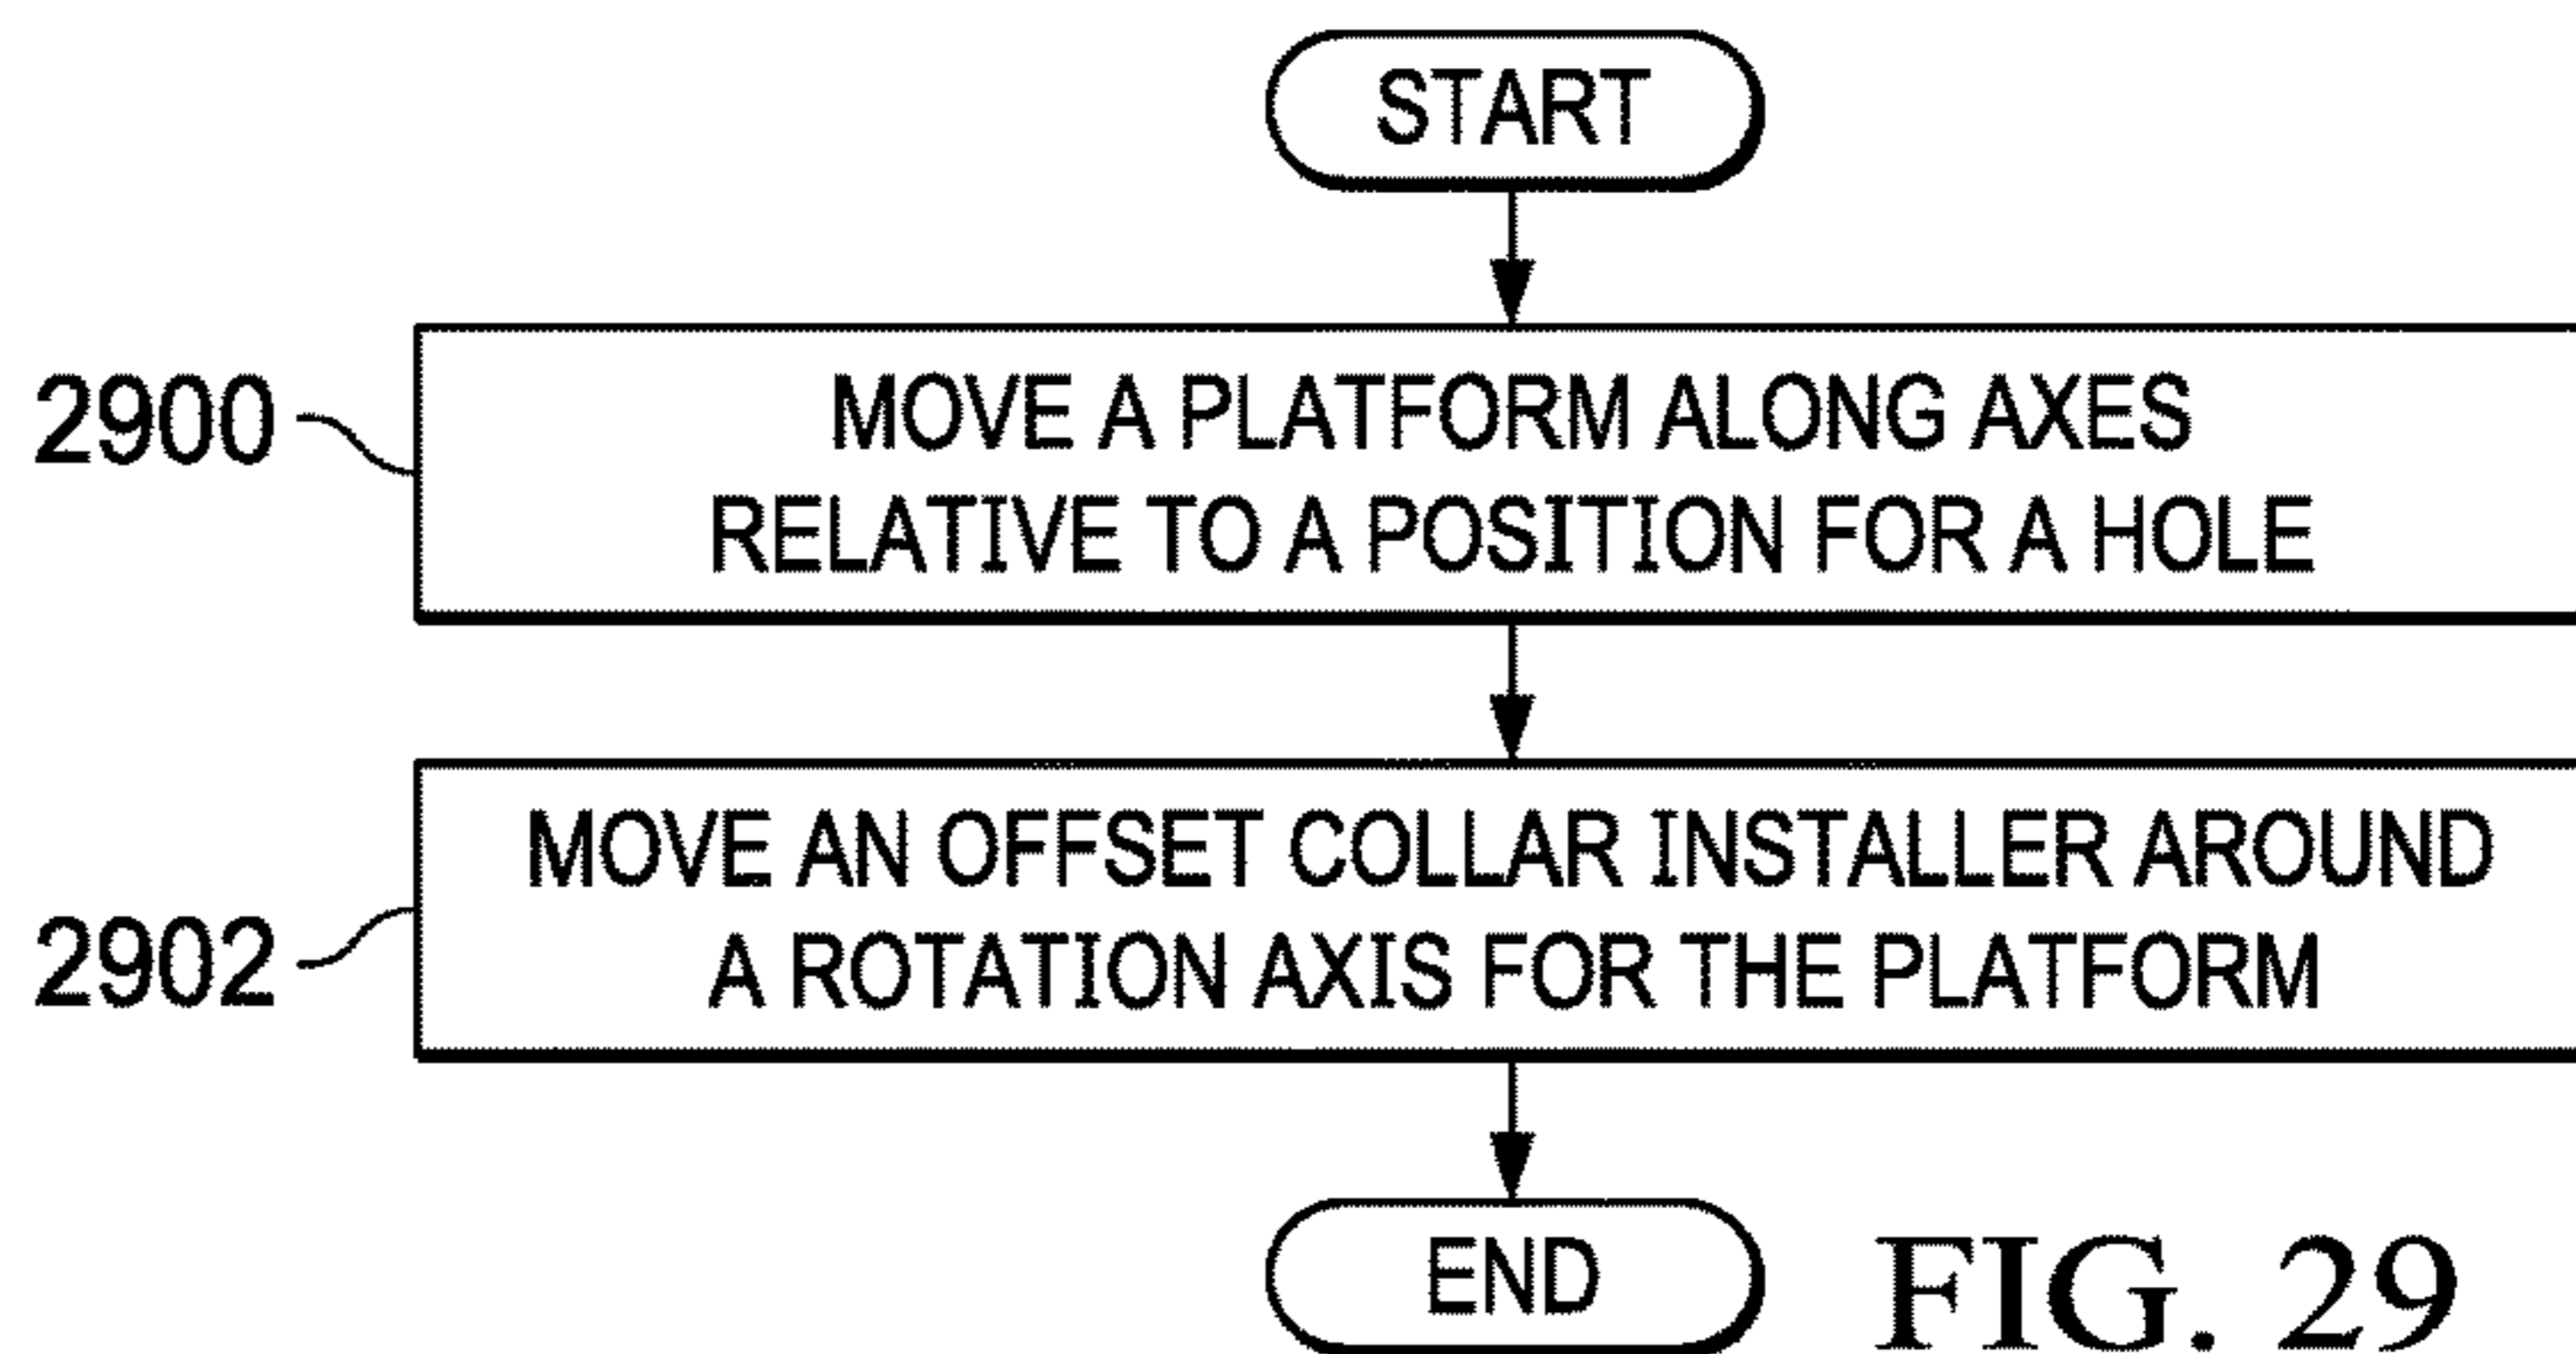 START
2900
MOVE A PLATFORM ALONG AXES
RELATIVE TO A POSITION FOR A HOLE
2902
MOVE AN OFFSET COLLAR INSTALLER AROUND
A ROTATION AXIS FOR THE PLATFORM
END
FIG. 29